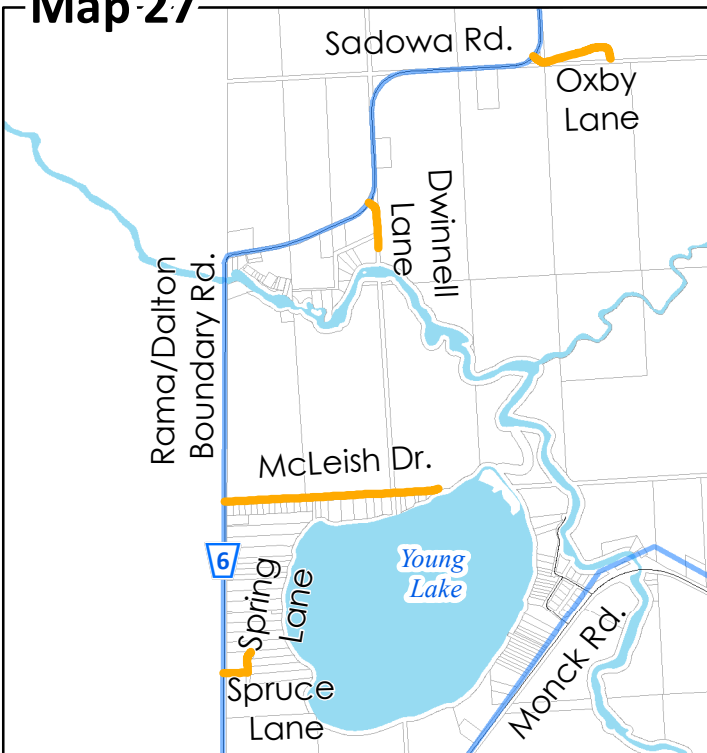 Map 27
Sadowa Rd.
Oxby
Lane
Dwinnell
Lane
Rama/Dalton
Boundary Rd.
McLeish Dr.
6
Young
Lake
Spring
Lane
Spruce
Lane
Monck Rd.